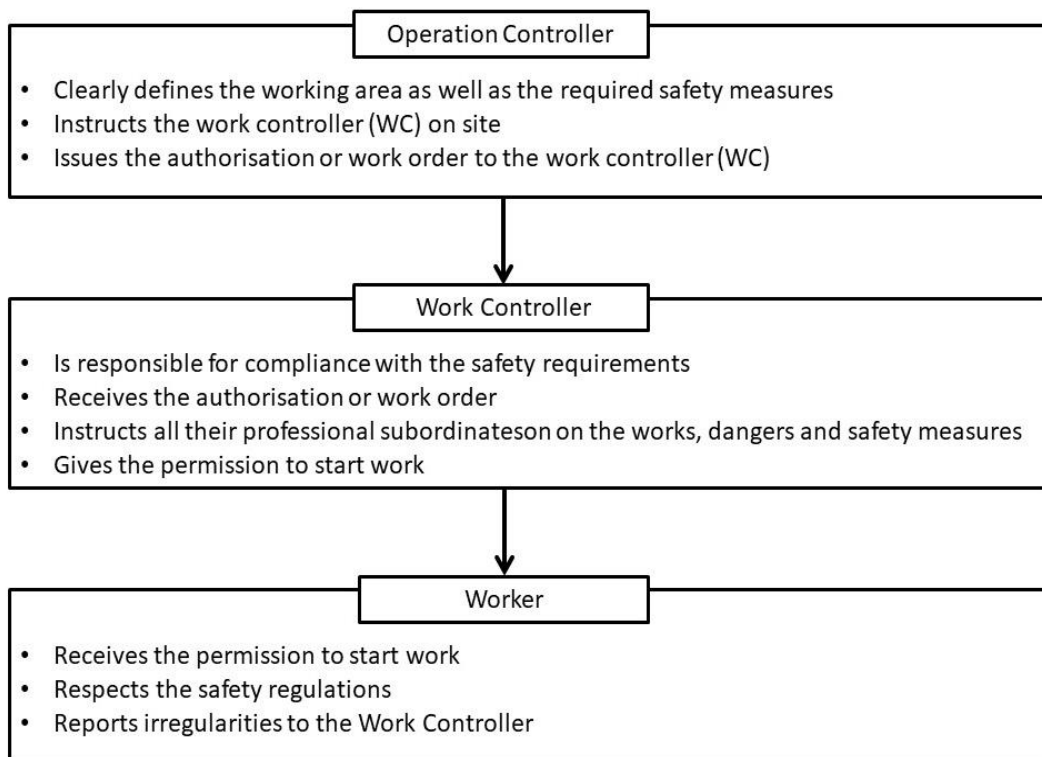 Operation Controller
• Clearly defines the working area as well as the required safety measures
• Instructs the work controller (WC) on site
• Issues the authorisation or work order to the work controller (WC)
Work Controller
• Is responsible for compliance with the safety requirements
• Receives the authorisation or work order
• Instructs all their professional subordinateson on the works, dangers and safety measures
• Gives the permission to start work
Worker
• Receives the permission to start work
• Respects the safety regulations
• Reports irregularities to the Work Controller